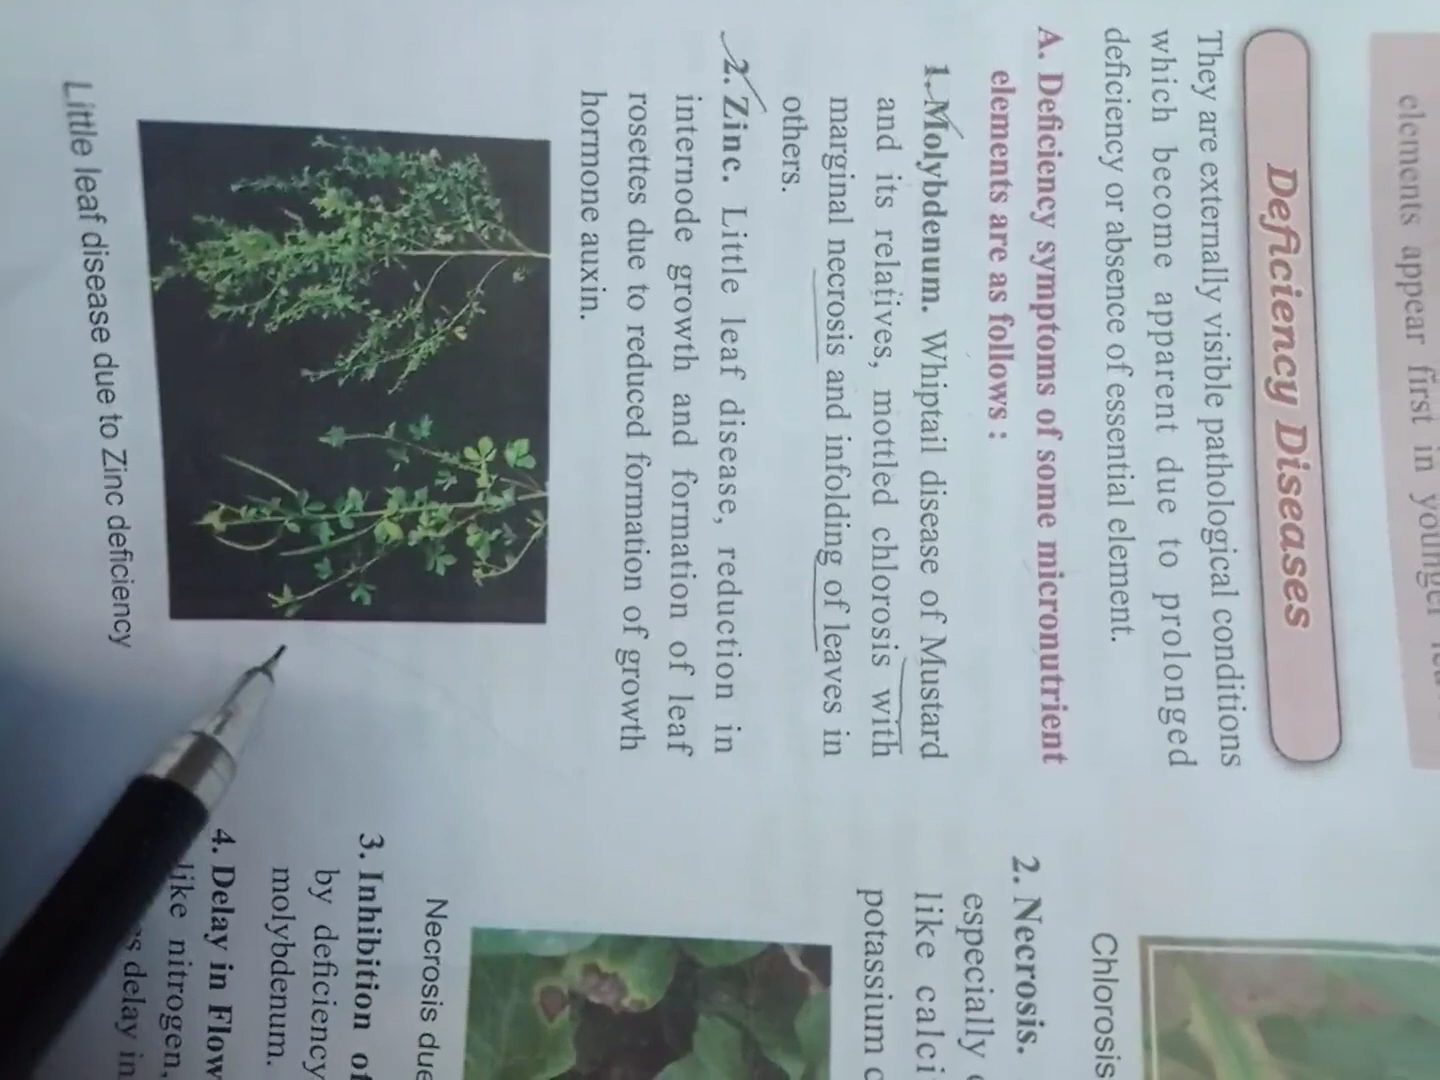 elements appear first in younger
Deficiency Diseases
They are externally visible pathological conditions
which become apparent due to prolonged
deficiency or absence of essential element.
A. Deficiency symptoms of some micronutrient
elements are as follows :
1. Molybdenum. Whiptail disease of Mustard
and its relatives, mottled chlorosis with
marginal necrosis and infolding of leaves in
others.
2. Zinc. Little leaf disease, reduction in
internode growth and formation of leaf
rosettes due to reduced formation of growth
hormone auxin.
Little leaf disease due to Zinc deficiency
Chlorosis
2. Necrosis.
especially
like
potassium
Necrosis due
3. Inhibition of
by deficiency
molybdenum.
4. Delay in
like nitrogen,
delay in